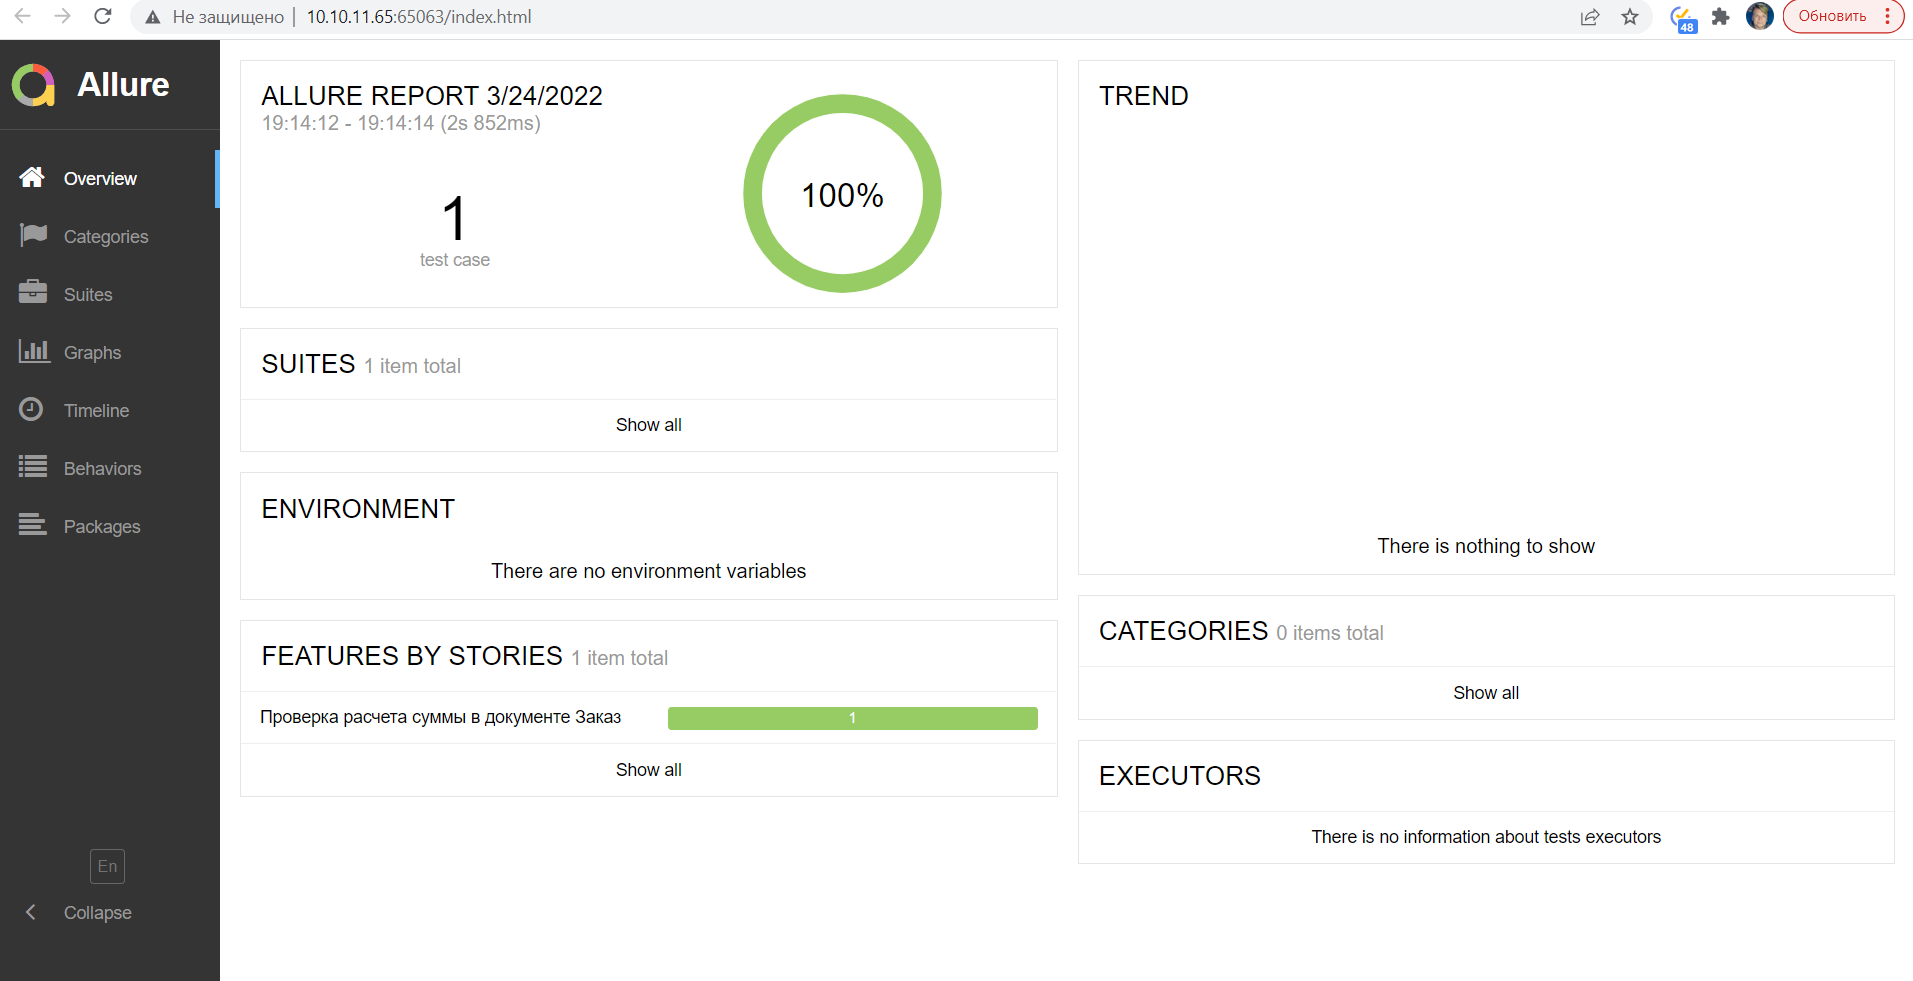 Не защищено | 10.10.11.65:65063/index.html
48
Обновить
Allure
Overview
Categories
Suites
Graphs
Timeline
Behaviors
Packages
En
Collapse
ALLURE REPORT 3/24/2022
19:14:12 - 19:14:14 (2s 852ms)
1
test case
100%
SUITES 1 item total
Show all
ENVIRONMENT
There are no environment variables
FEATURES BY STORIES 1 item total
Проверка расчета суммы в документе Заказ 1
Show all
TREND
There is nothing to show
CATEGORIES 0 items total
Show all
EXECUTORS
There is no information about tests executors